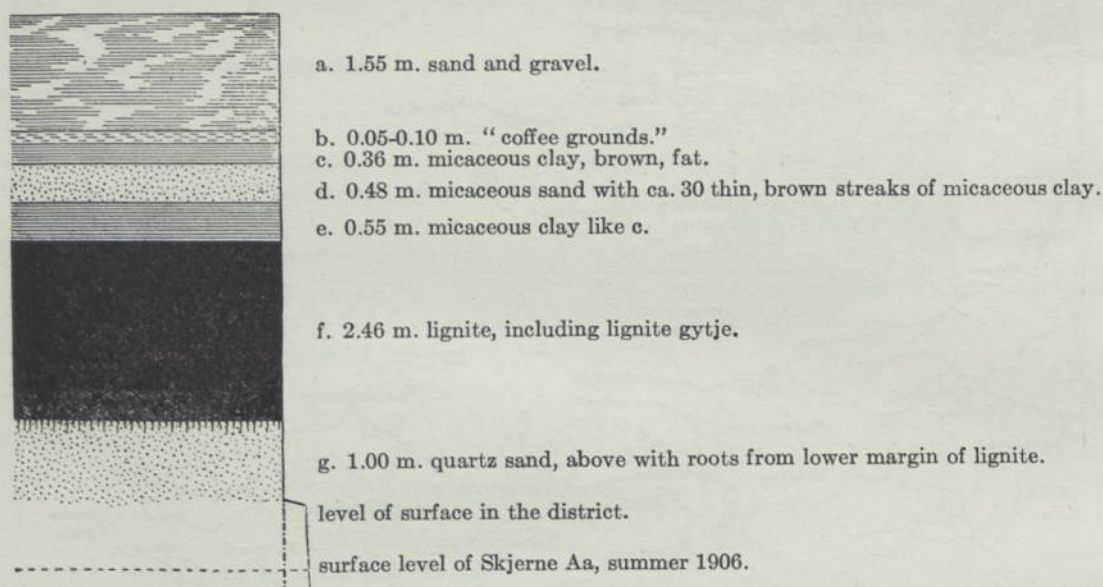 a. 1.55 m. sand and gravel.
b. 0.05-0.10 m. “ coffee grounds.”
c. 0.36 m. micaceous clay, brown, fat.
d. 0.48 m. micaceous sand with ca. 30 thin, brown streaks of micaceous clay.
e. 0.55 m. micaceous clay like c.
f. 2.46 m. lignite, including lignite gytje.
g. 1.00 m. quartz sand, above with roots from lower margin of lignite.
level of surface in the district.
surface level of Skjerne Aa, summer 1906.